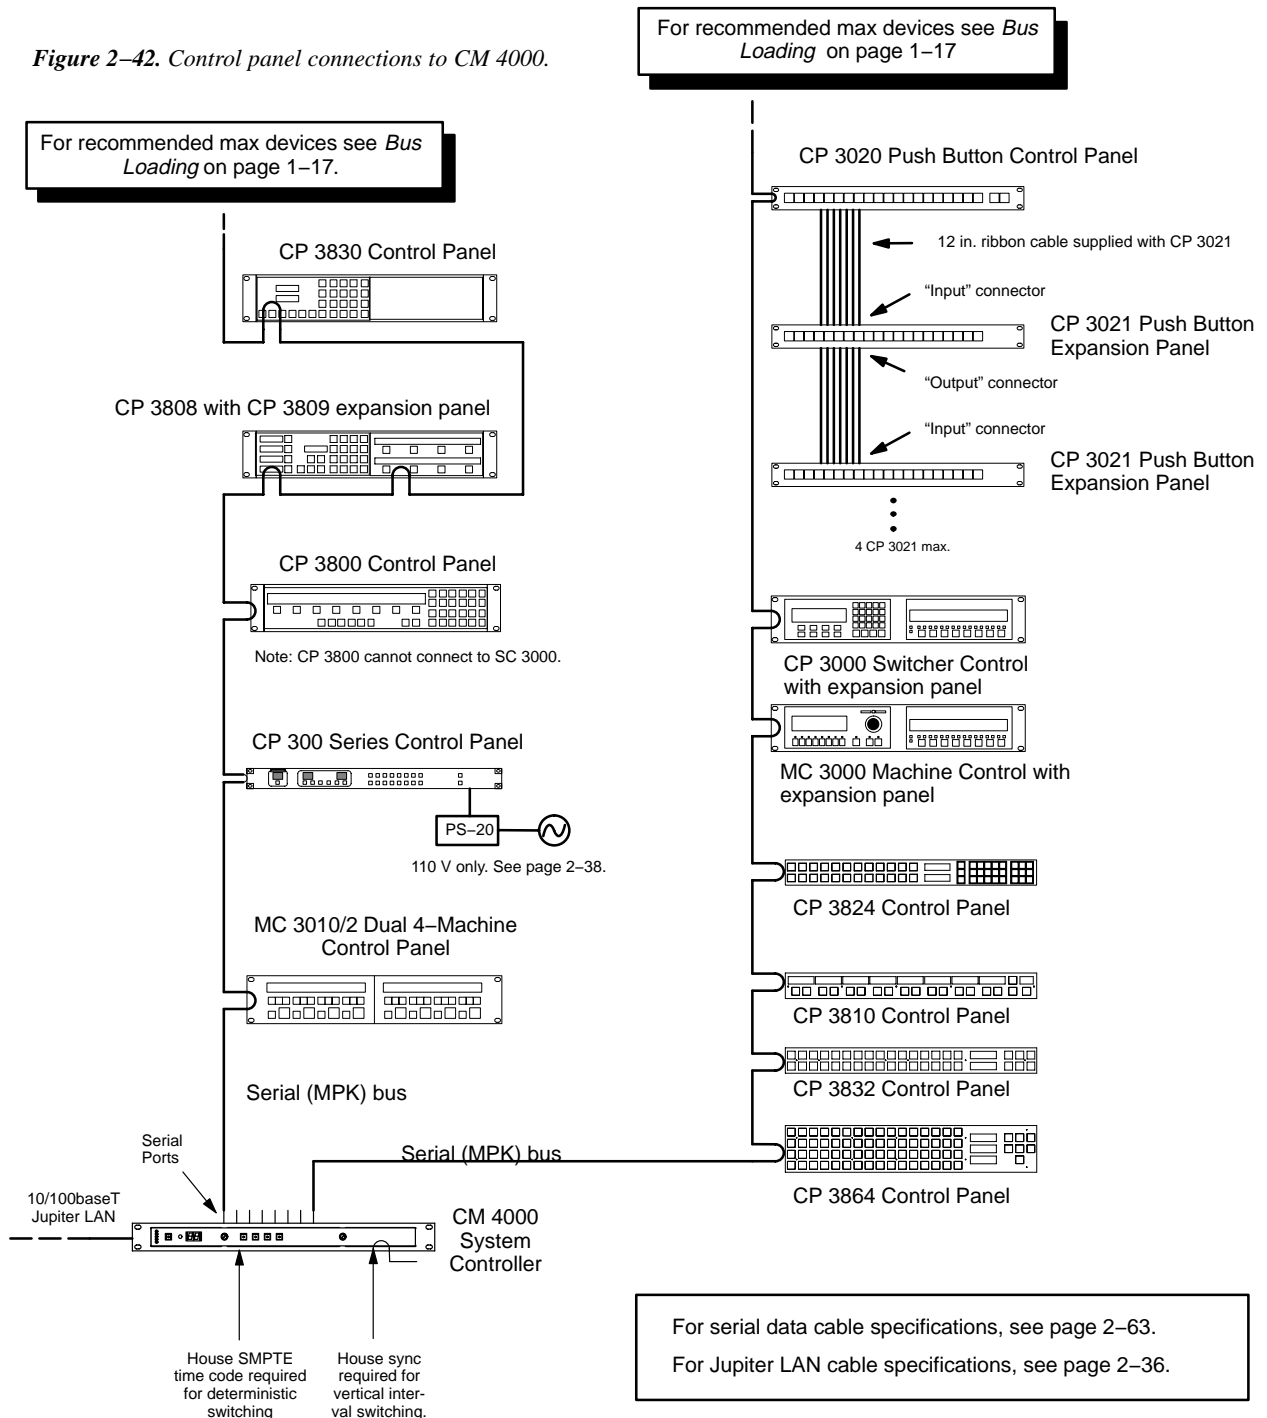 Figure 2–42. Control panel connections to CM 4000.
For recommended max devices see Bus
Loading on page 1–17.
CP 3830 Control Panel
CP 3808 with CP 3809 expansion panel
CP 3800 Control Panel
Note: CP 3800 cannot connect to SC 3000.
CP 300 Series Control Panel
PS–20
110 V only. See page 2–38.
MC 3010/2 Dual 4–Machine
Control Panel
Serial (MPK) bus
Serial
Ports
10/100baseT
Jupiter LAN
CM 4000
System
Controller
House SMPTE
time code required
for deterministic
switching
House sync
required for
vertical inter-
val switching.
For recommended max devices see Bus
Loading on page 1–17
CP 3020 Push Button Control Panel
12 in. ribbon cable supplied with CP 3021
“Input” connector
CP 3021 Push Button
Expansion Panel
“Output” connector
“Input” connector
CP 3021 Push Button
Expansion Panel
4 CP 3021 max.
CP 3000 Switcher Control
with expansion panel
MC 3000 Machine Control with
expansion panel
CP 3824 Control Panel
CP 3810 Control Panel
CP 3832 Control Panel
Serial (MPK) bus
CP 3864 Control Panel
For serial data cable specifications, see page 2–63.
For Jupiter LAN cable specifications, see page 2–36.